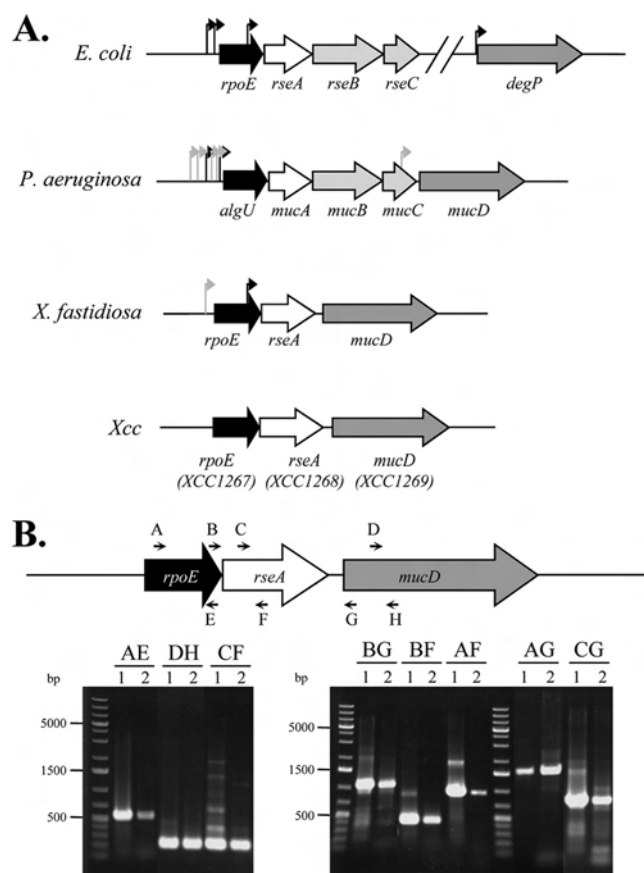 A.
E. coli
rpoE rseA rseB rseC degP
P. aeruginosa
algU mucA mucB mucC mucD
X. fastidiosa
rpoE rseA mucD
Xcc
rpoE rseA mucD
(XCC1267) (XCC1268) (XCC1269)
B.
A B C D
rpoE rseA mucD
E F G H
AE DH CF
bp 1 2 1 2 1 2
5000
1500
500
BG BF AF AG CG
bp 1 2 1 2 1 2 1 2 1 2
5000
1500
500